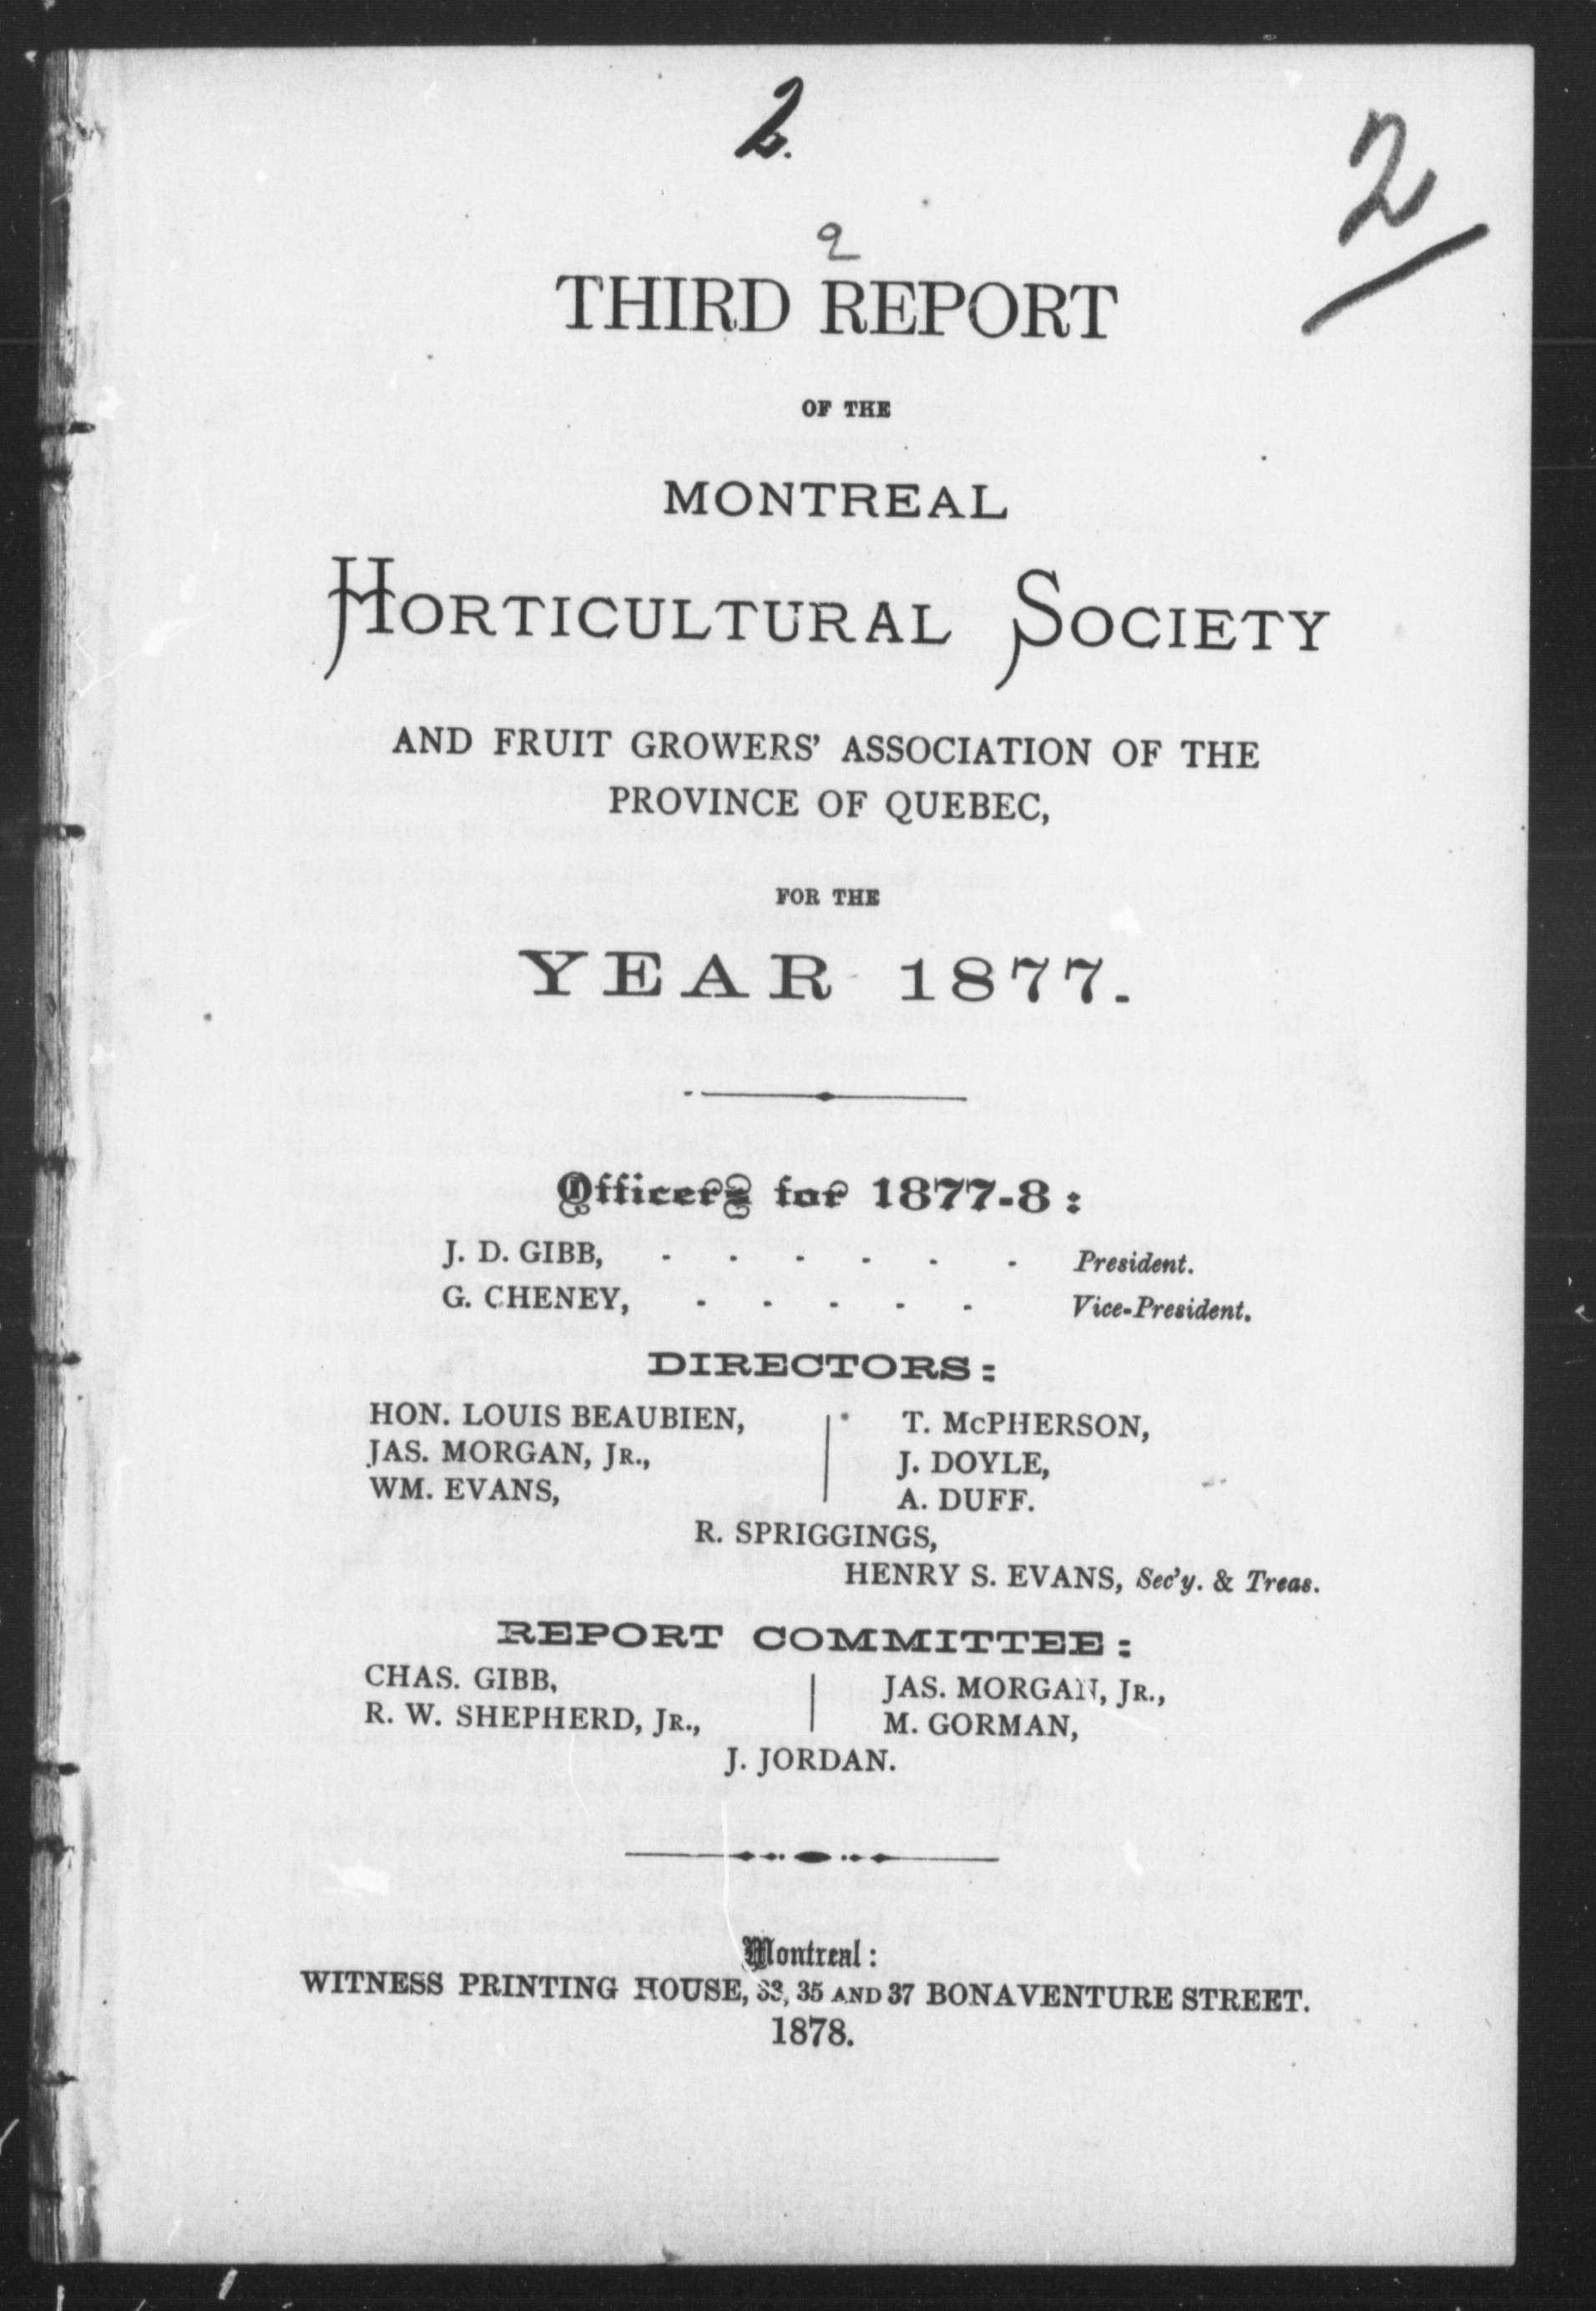 2.
2
2
THIRD REPORT
OF THE
MONTREAL
HORTICULTURAL SOCIETY
AND FRUIT GROWERS' ASSOCIATION OF THE
PROVINCE OF QUEBEC,
FOR THE
YEAR 1877.
Officers for 1877-8:
J. D. GIBB, - - - - - - President.
G. CHENEY, - - - - - Vice-President.
DIRECTORS:
HON. LOUIS BEAUBIEN,
JAS. MORGAN, JR.,
WM. EVANS,
T. McPHERSON,
J. DOYLE,
A. DUFF.
R. SPRIGGINGS,
HENRY S. EVANS, Sec'y. & Treas.
REPORT COMMITTEE:
CHAS. GIBB,
R. W. SHEPHERD, JR.,
JAS. MORGAN, JR.,
M. GORMAN,
J. JORDAN.
Montreal:
WITNESS PRINTING HOUSE, 33, 35 AND 37 BONAVENTURE STREET.
1878.